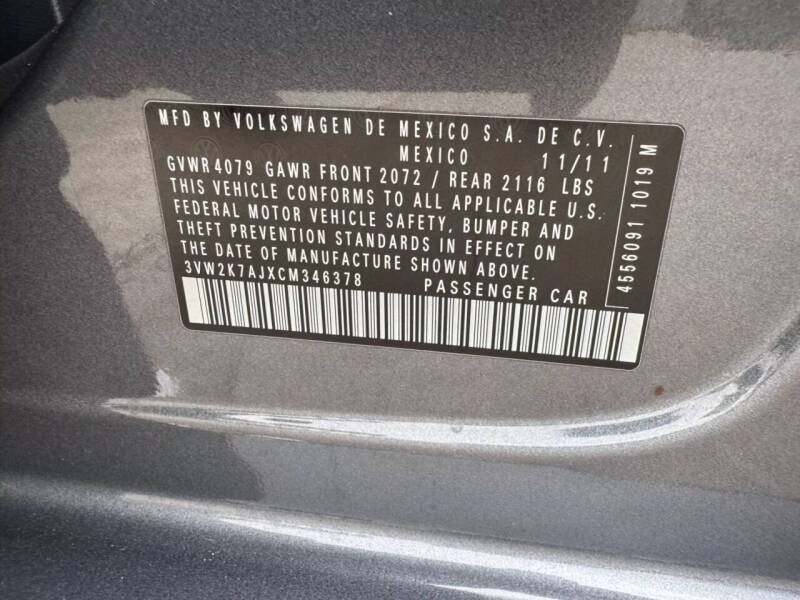 MFD BY VOLKSWAGEN DE MEXICO S.A. DE C.V.
MEXICO 11/11
GVWR 4079 GAWR FRONT 2072 / REAR 2116 LBS
THIS VEHICLE CONFORMS TO ALL APPLICABLE U.S.
FEDERAL MOTOR VEHICLE SAFETY, BUMPER AND
THEFT PREVENTION STANDARDS IN EFFECT ON
THE DATE OF MANUFACTURE SHOWN ABOVE.
3VW2K7AJXCM346378 PASSENGER CAR
4556091 1019 M